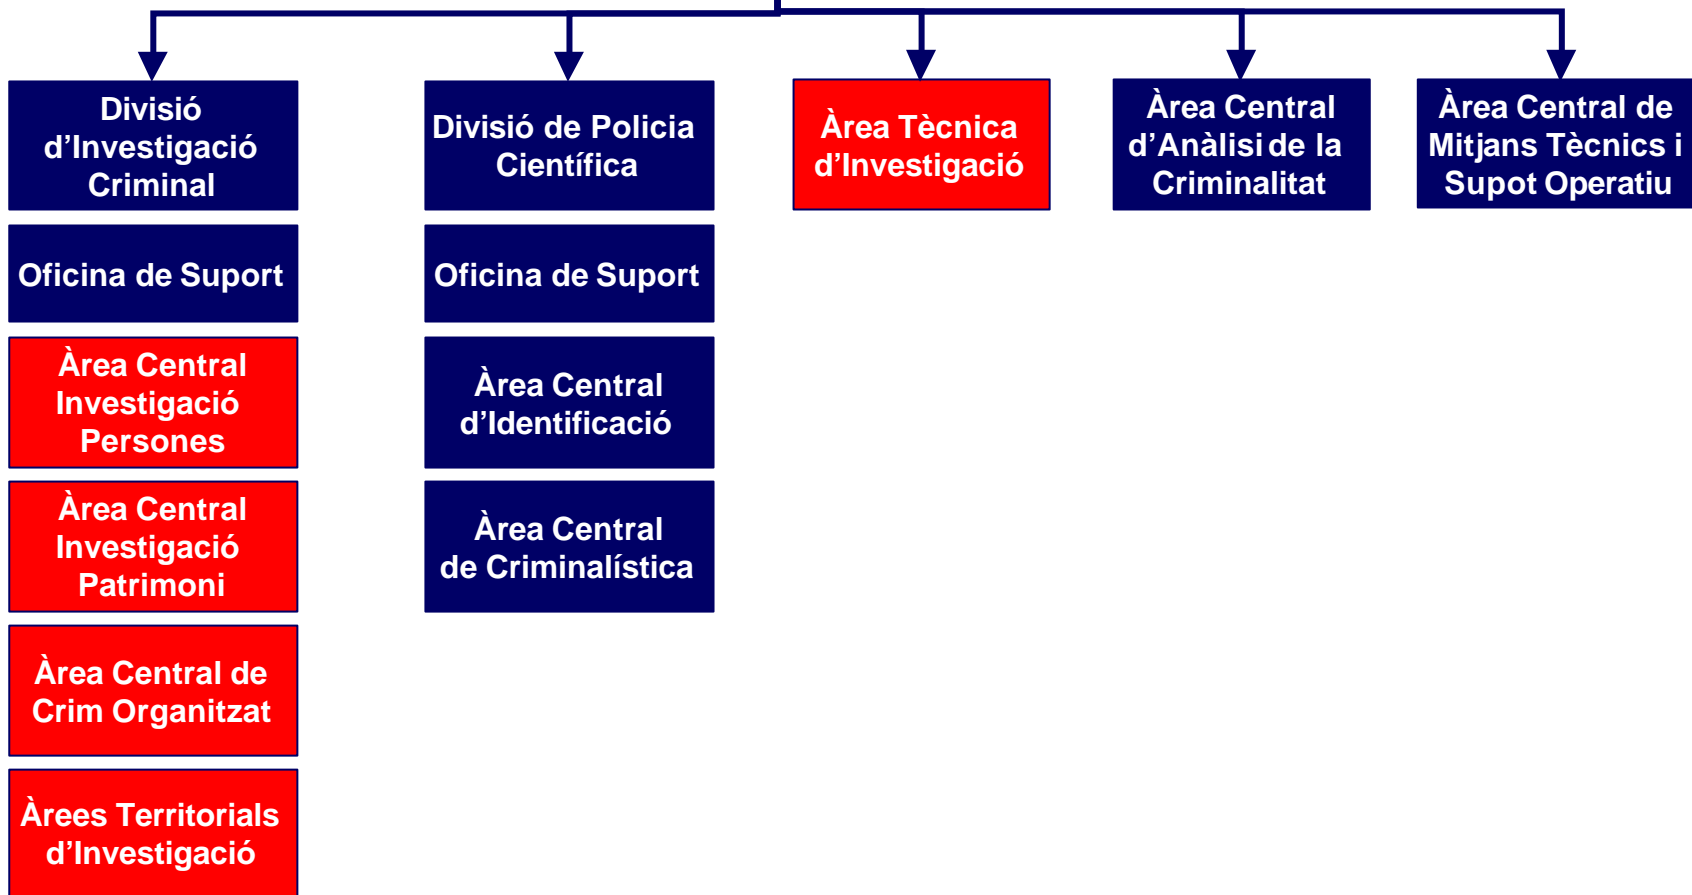 Divisió
d’Investigació
Criminal
Oficina de Suport
Àrea Central
Investigació
Persones
Àrea Central
Investigació
Patrimoni
Àrea Central de
Crim Organitzat
Àrees Territorials
d’Investigació
Divisió de Policia
Científica
Oficina de Suport
Àrea Central
d’Identificació
Àrea Central
de Criminalística
Àrea Tècnica
d’Investigació
Àrea Central
d’Anàlisi de la
Criminalitat
Àrea Central de
Mitjans Tècnics i
Supot Operatiu